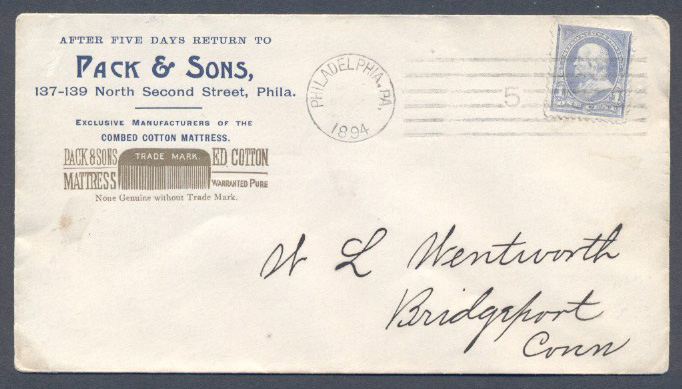 AFTER FIVE DAYS RETURN TO
PACK & SONS,
137-139 North Second Street, Phila.
EXCLUSIVE MANUFACTURERS OF THE
COMBED COTTON MATTRESS.
PACK & SONS TRADE MARK. ED COTTON
MATTRESS WARRANTED PURE
None Genuine without Trade Mark.
PHILADELPHIA, PA.
1894
5
W L Wentworth
Bridgeport
Conn